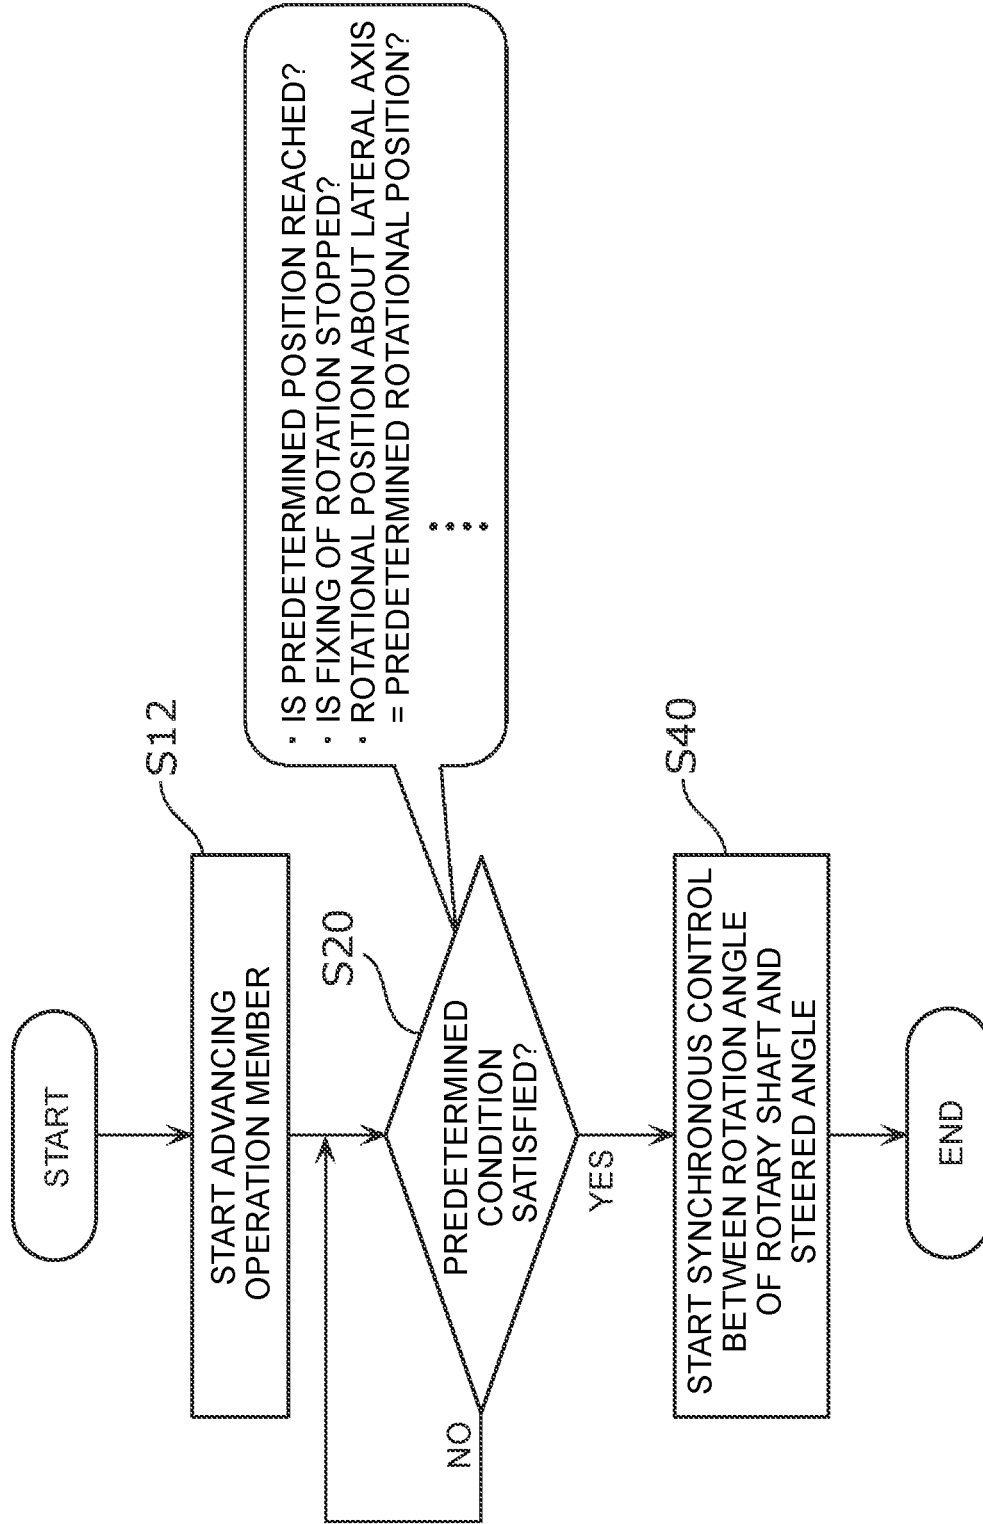 START
S12
START ADVANCING
OPERATION MEMBER
S20
PREDETERMINED
CONDITION
SATISFIED?
· IS PREDETERMINED POSITION REACHED?
· IS FIXING OF ROTATION STOPPED?
· ROTATIONAL POSITION ABOUT LATERAL AXIS
= PREDETERMINED ROTATIONAL POSITION?
NO
YES
S40
START SYNCHRONOUS CONTROL
BETWEEN ROTATION ANGLE
OF ROTARY SHAFT AND
STEERED ANGLE
END